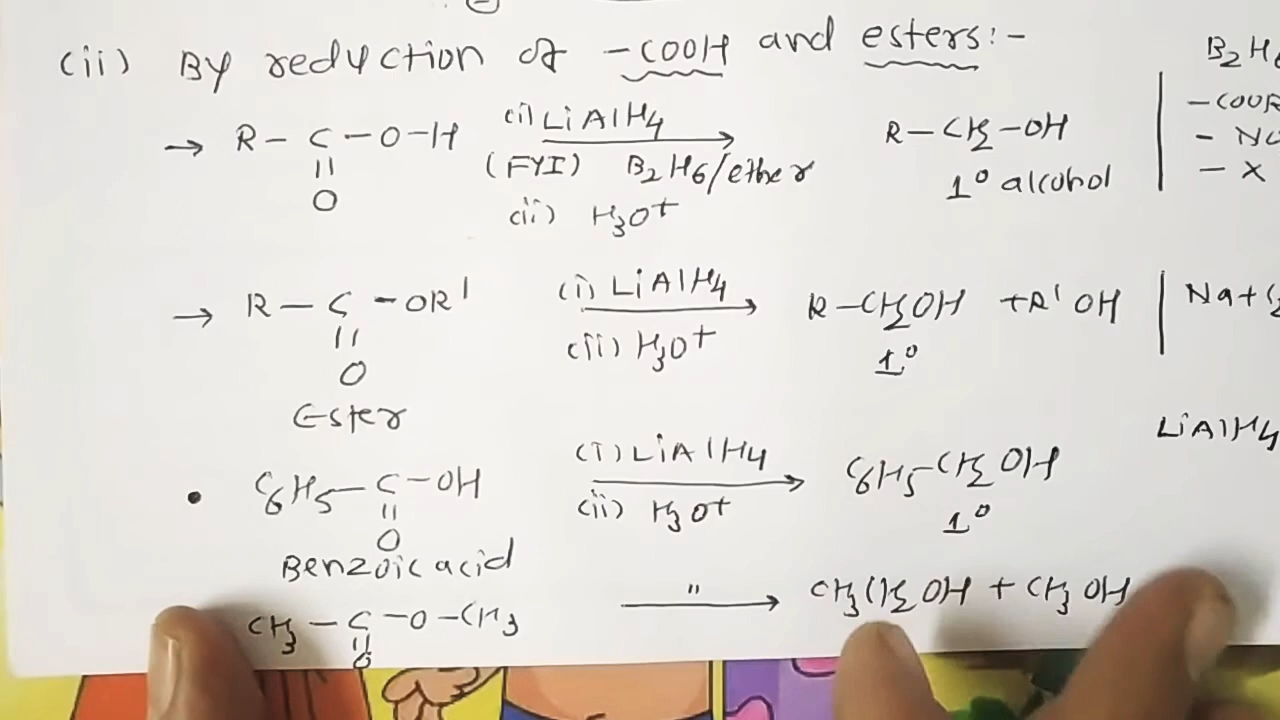 (ii) By reduction of -COOH and esters:-
B2H6
→ R - C - O - H (i) LiAlH4 R - CH2 - OH
|| (FYI) B2H6/ether 1° alcohol
O (ii) H3O+
- COOR
- X
→ R - C - OR' (i) LiAlH4 R - CH2OH + R'OH
|| (ii) H3O+ 1°
O
Ester
Na +
LiAlH4
• C6H5 - C - OH (i) LiAlH4 C6H5 - CH2OH
|| (ii) H3O+ 1°
O
Benzoic acid
CH3 - C - O - CH3 " CH3CH2OH + CH3OH
||
O